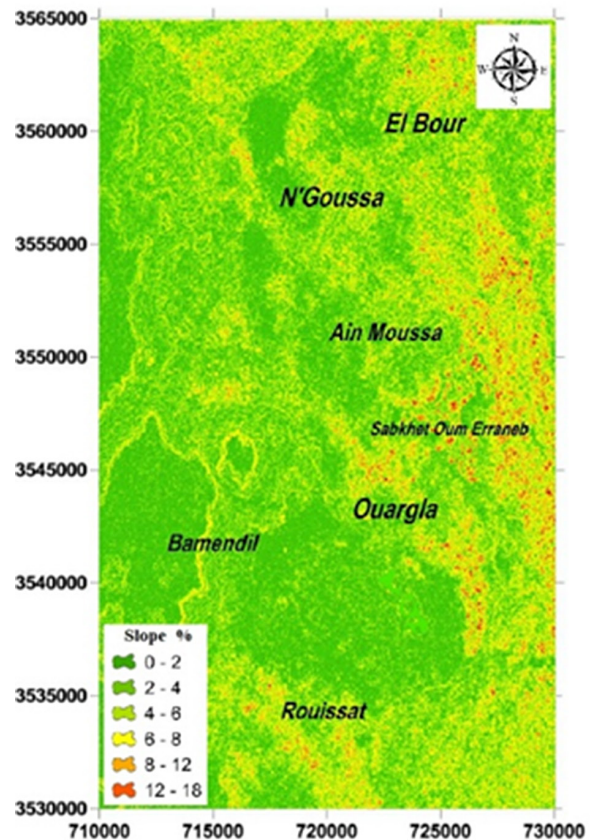 3565000
N
W E
S
3560000
El Bour
N'Goussa
3555000
Ain Moussa
3550000
Sabkhet Oum Erraneb
3545000
Ouargla
Bamendil
3540000
Slope %
0 - 2
2 - 4
4 - 6
6 - 8
8 - 12
12 - 18
3535000
Rouissat
3530000
710000 715000 720000 725000 730000